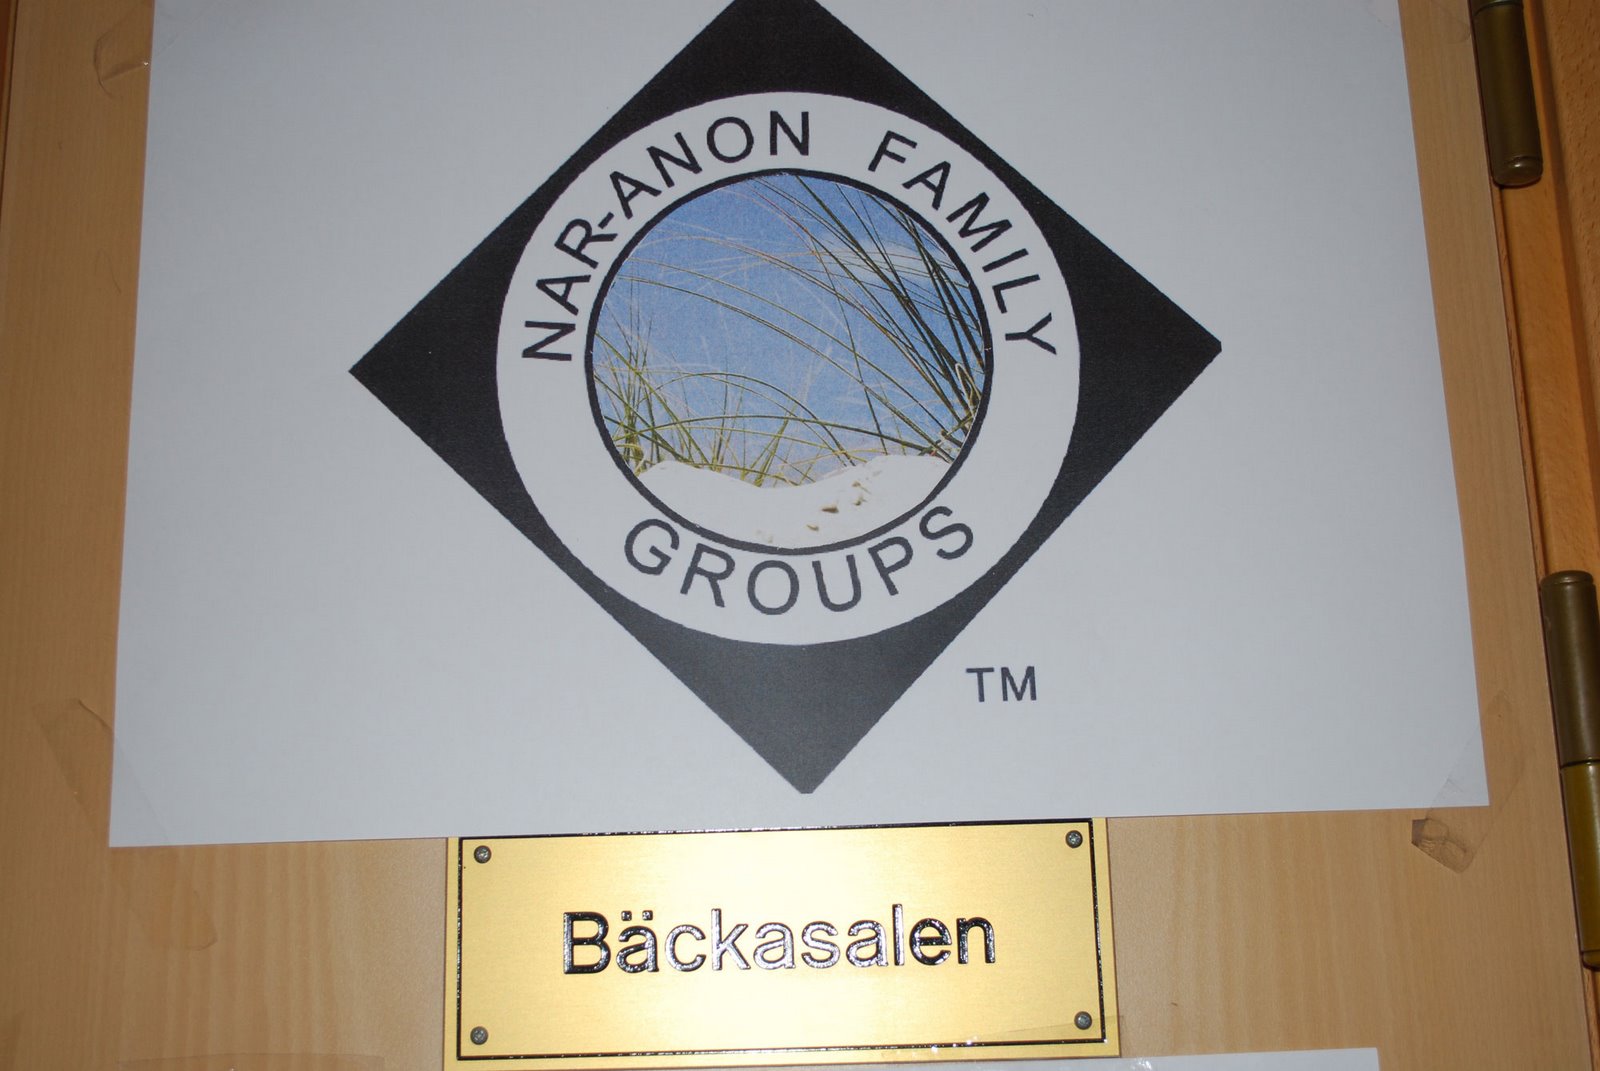 NAR-ANON FAMILY
GROUPS
TM
Bäckasalen